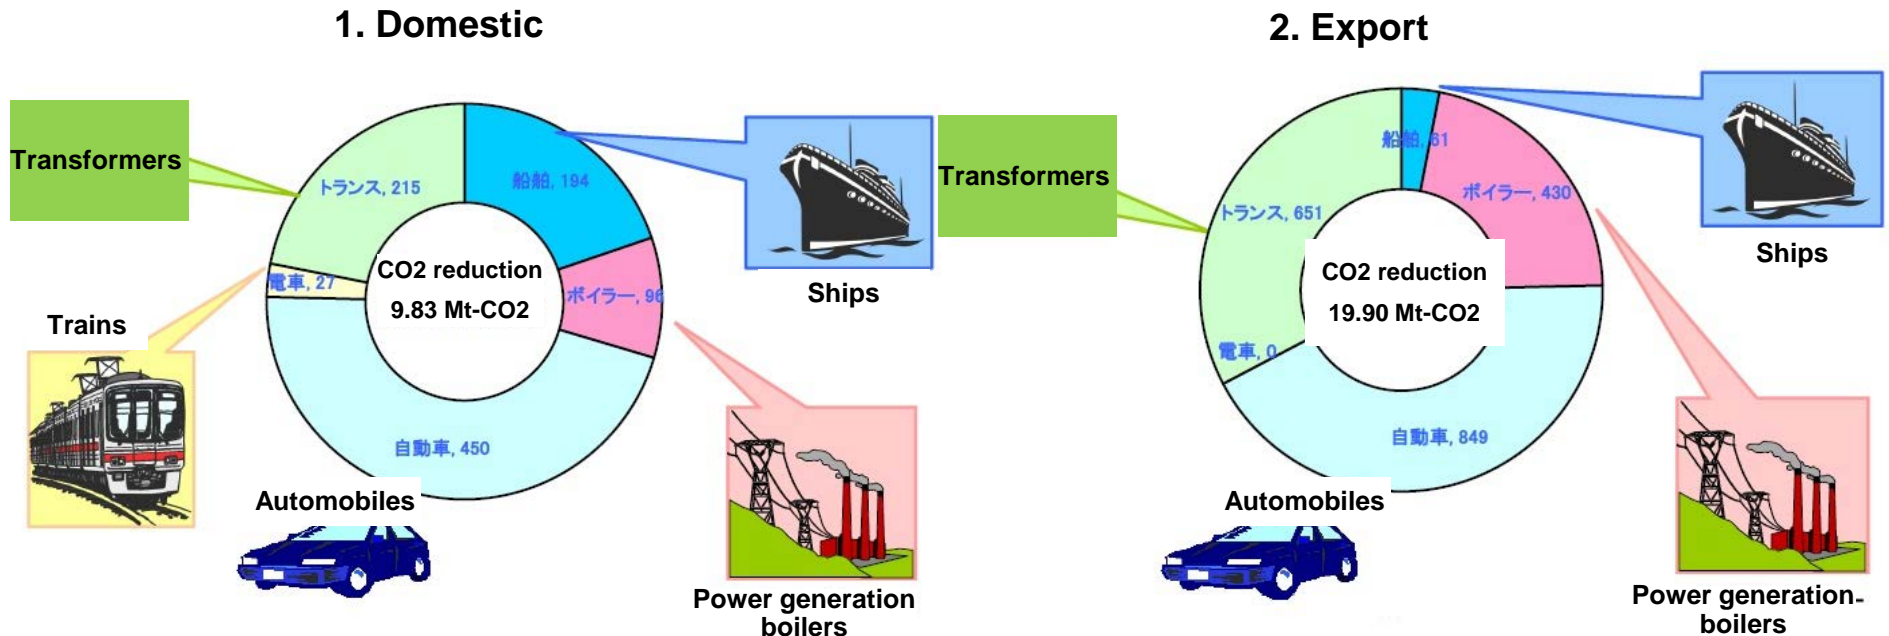 1. Domestic
Transformers
トランス, 215
船舶, 194
電車, 27
ボイラー, 96
自動車, 450
CO2 reduction
9.83 Mt-CO2
Ships
Trains
Automobiles
Power generation
boilers
2. Export
Transformers
船舶, 61
ボイラー, 430
トランス, 651
電車, 0
自動車, 849
CO2 reduction
19.90 Mt-CO2
Ships
Automobiles
Power generation
boilers